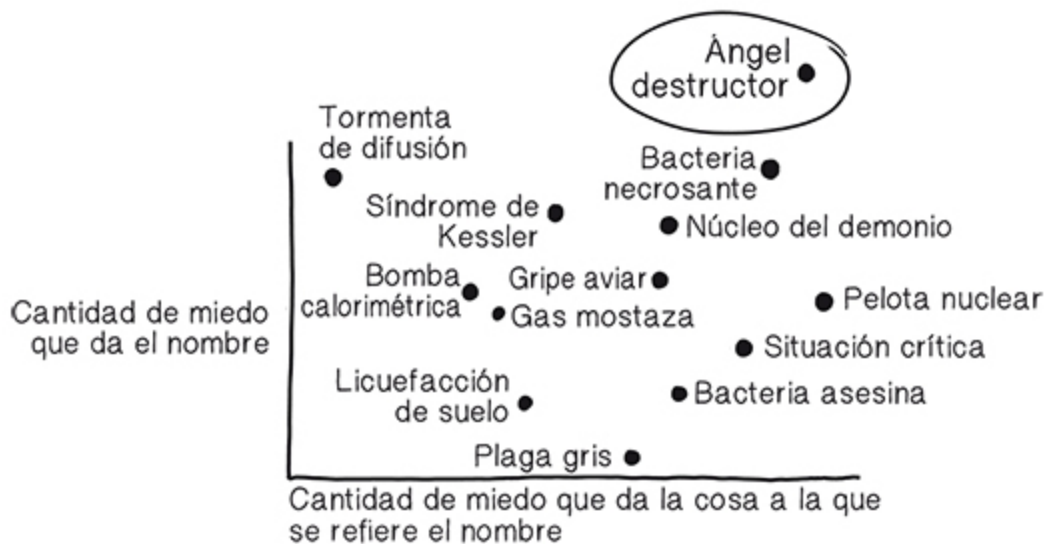 Ángel
destructor
Tormenta
de difusión
Bacteria
necrosante
Síndrome de
Kessler
Núcleo del demonio
Bomba
calorimétrica
Gripe aviar
Gas mostaza
Pelota nuclear
Cantidad de miedo
que da el nombre
Situación crítica
Licuefacción
de suelo
Bacteria asesina
Plaga gris
Cantidad de miedo que da la cosa a la que
se refiere el nombre